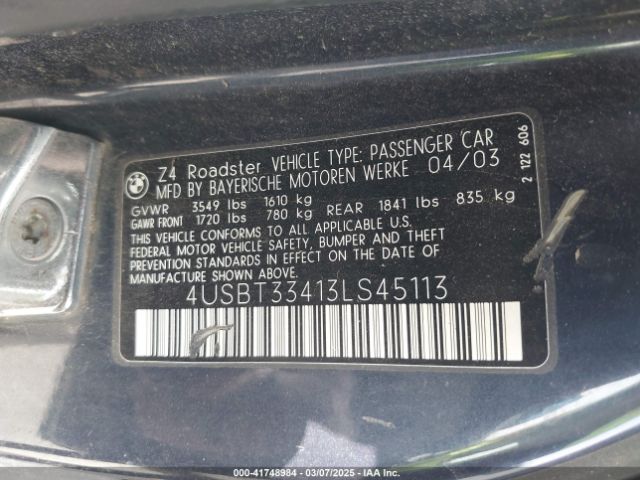 Z4 Roadster VEHICLE TYPE: PASSENGER CAR
MFD BY BAYERISCHE MOTOREN WERKE 04/03
GVWR 3549 lbs 1610 kg
GAWR FRONT 1720 lbs 780 kg REAR 1841 lbs 835 kg
THIS VEHICLE CONFORMS TO ALL APPLICABLE U.S.
FEDERAL MOTOR VEHICLE SAFETY, BUMPER AND THEFT
PREVENTION STANDARDS IN EFFECT ON THE DATE OF
MANUFACTURE SHOWN ABOVE.
4USBT33413LS45113
2 122 606
000-41748984 — 03/07/2025 — IAA Inc.